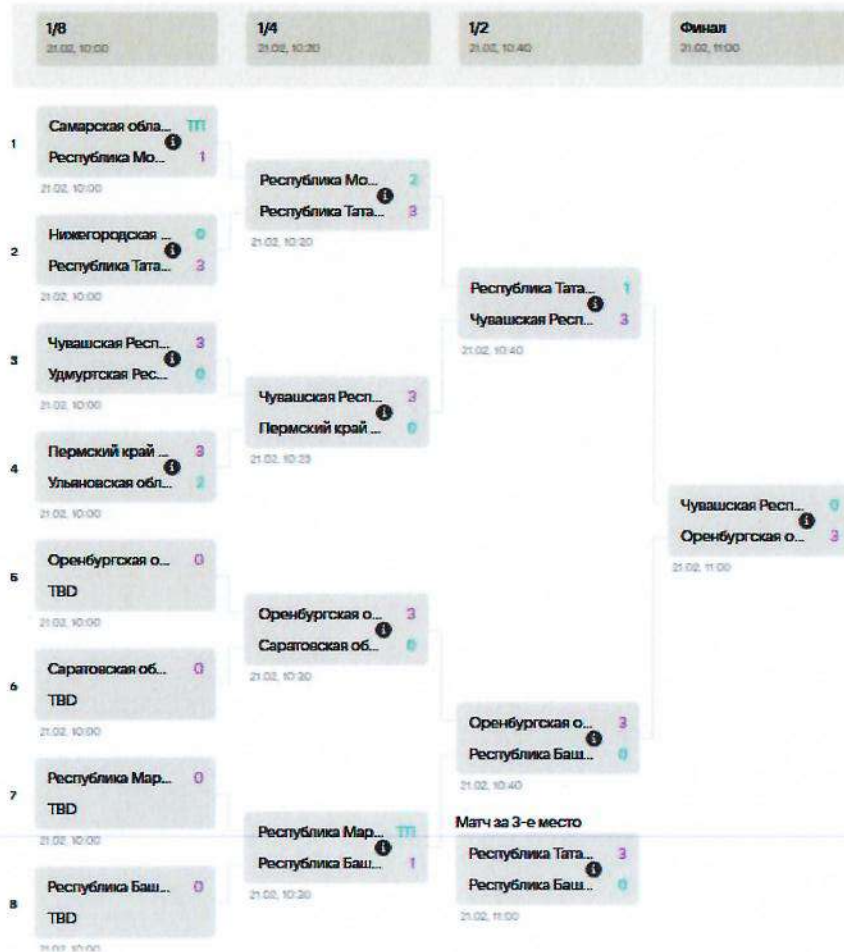 1/8
21.02, 10:00
1/4
21.02, 10:20
1/2
21.02, 10:40
Финал
21.02, 11:00
1
Самарская обла... ТП
Республика Мо... 1
21.02, 10:00
2
Нижегородская ... 0
Республика Тата... 3
21.02, 10:00
3
Чувашская Респ... 3
Удмуртская Рес... 0
21.02, 10:00
4
Пермский край ... 3
Ульяновская обл... 2
21.02, 10:00
5
Оренбургская о... 0
TBD
21.02, 10:00
6
Саратовская об... 0
TBD
21.02, 10:00
7
Республика Мар... 0
TBD
21.02, 10:00
8
Республика Баш... 0
TBD
21.02, 10:00
Республика Мо... 2
Республика Тата... 3
21.02, 10:20
Чувашская Респ... 3
Пермский край ... 0
21.02, 10:23
Оренбургская о... 3
Саратовская об... 0
21.02, 10:20
Республика Мар... ТП
Республика Баш... 1
21.02, 10:20
Республика Тата... 1
Чувашская Респ... 3
21.02, 10:40
Оренбургская о... 3
Республика Баш... 0
21.02, 10:40
Матч за 3-е место
Республика Тата... 3
Республика Баш... 0
21.02, 11:00
Чувашская Респ... 0
Оренбургская о... 3
21.02, 11:00